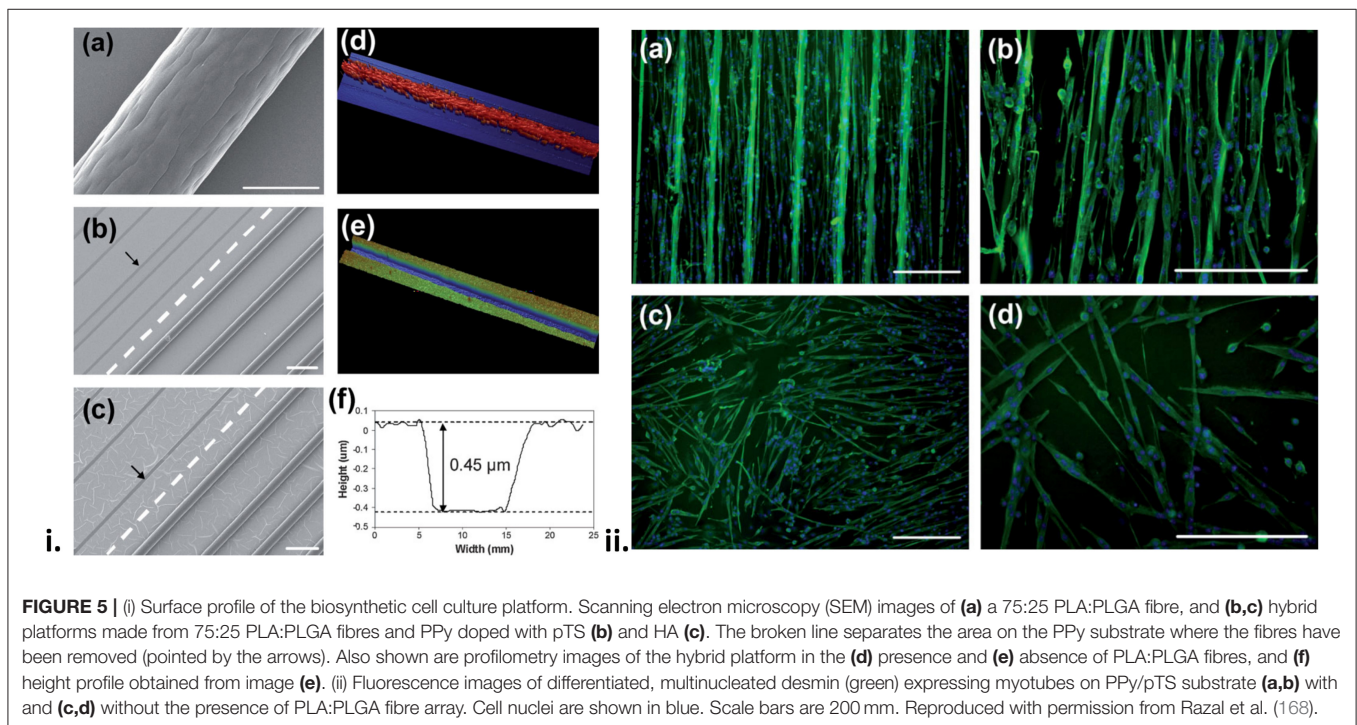 (a)
(b)
(c)
i.
(d)
(e)
(f)
0.1
0
-0.1
-0.2
-0.3
-0.4
-0.5
Height (um)
0.45 µm
0 5 10 15 20 25
Width (mm)
ii.
(a)
(b)
(c)
(d)
FIGURE 5 | (i) Surface profile of the biosynthetic cell culture platform. Scanning electron microscopy (SEM) images of (a) a 75:25 PLA:PLGA fibre, and (b,c) hybrid
platforms made from 75:25 PLA:PLGA fibres and PPy doped with pTS (b) and HA (c). The broken line separates the area on the PPy substrate where the fibres have
been removed (pointed by the arrows). Also shown are profilometry images of the hybrid platform in the (d) presence and (e) absence of PLA:PLGA fibres, and (f)
height profile obtained from image (e). (ii) Fluorescence images of differentiated, multinucleated desmin (green) expressing myotubes on PPy/pTS substrate (a,b) with
and (c,d) without the presence of PLA:PLGA fibre array. Cell nuclei are shown in blue. Scale bars are 200 mm. Reproduced with permission from Razal et al. (168).